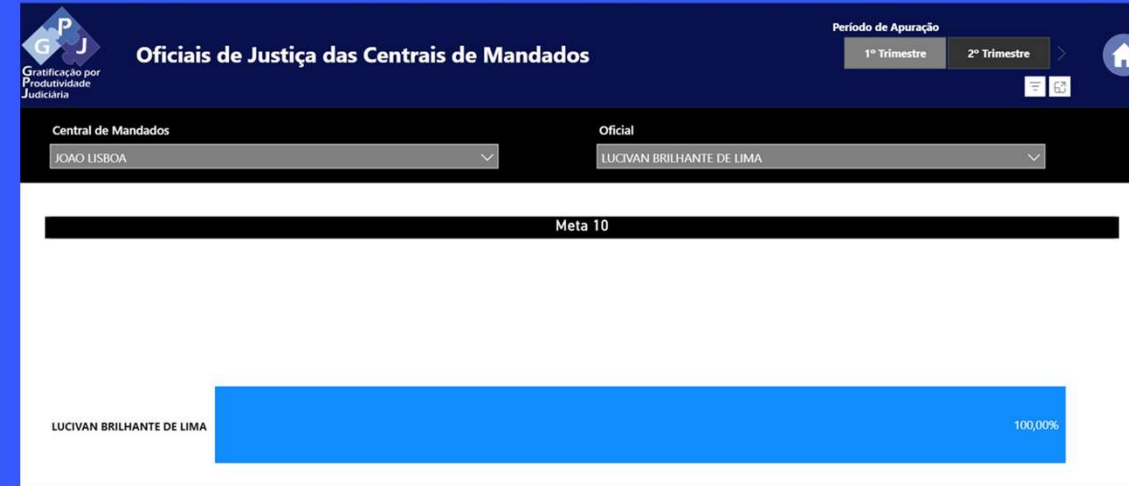 GPJ
Gratificação por
Produtividade
Judiciária
Oficiais de Justiça das Centrais de Mandados
Período de Apuração
1º Trimestre
2º Trimestre
Central de Mandados
JOAO LISBOA
Oficial
LUCIVAN BRILHANTE DE LIMA
Meta 10
LUCIVAN BRILHANTE DE LIMA
100,00%